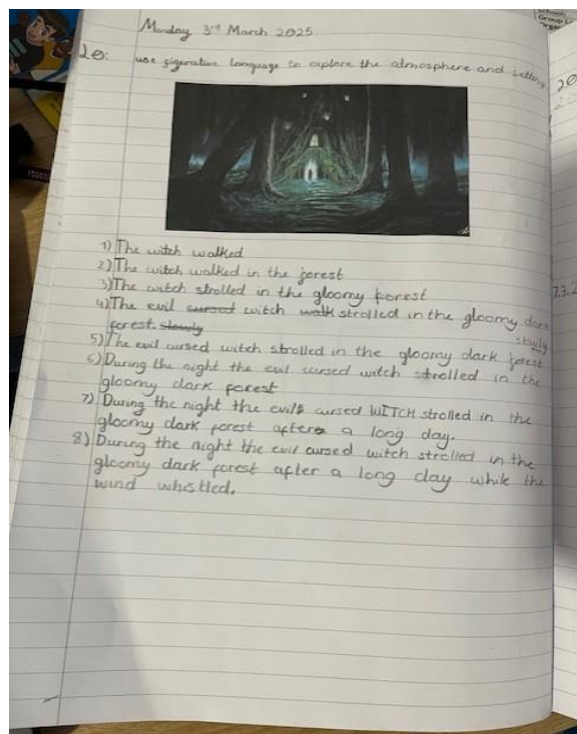 Monday 3rd March 2025
LO: use figurative language to explore the atmosphere and setting
1) The witch walked
2) The witch walked in the forest
3) The witch strolled in the gloomy forest
4) The evil cursed witch walk strolled in the gloomy dark
forest. slowly
slowly
5) The evil cursed witch strolled in the gloomy dark forest
6) During the night the evil cursed witch strolled in the
gloomy dark forest
7) During the night the evil cursed WITCH strolled in the
gloomy dark forest after a long day.
8) During the night the evil cursed witch strolled in the
gloomy dark forest after a long day while the
wind whistled.
20
7.3.2